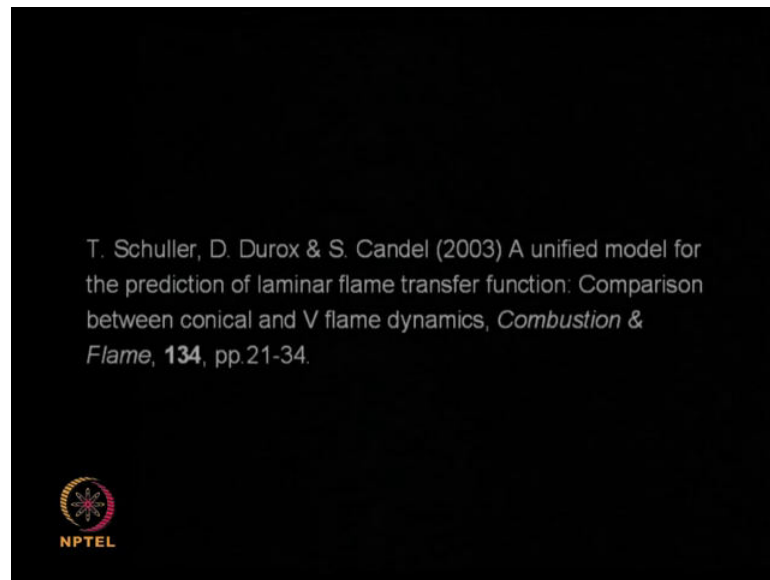 T. Schuller, D. Durox & S. Candel (2003) A unified model for
the prediction of laminar flame transfer function: Comparison
between conical and V flame dynamics, Combustion &
Flame, 134, pp.21-34.
NPTEL